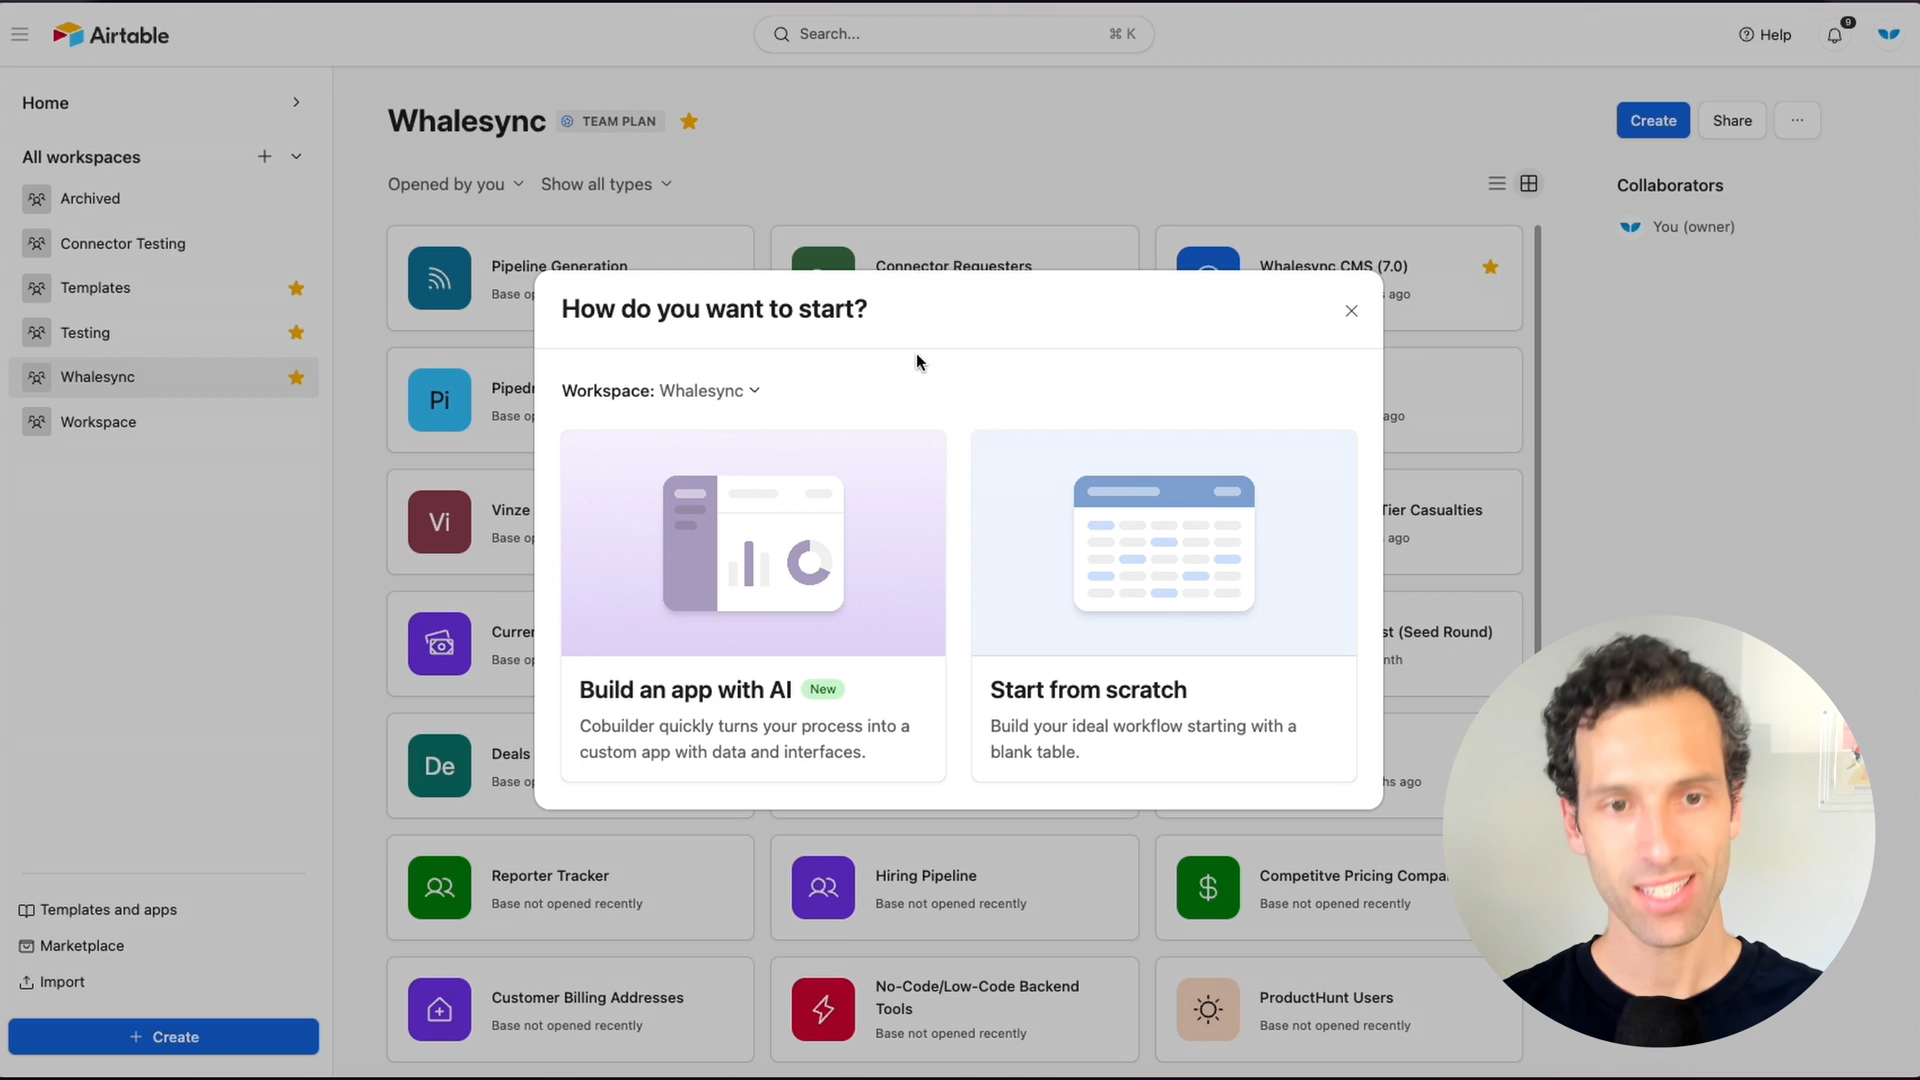 Airtable
Search...
⌘ K
Help
9
Home
All workspaces
Archived
Connector Testing
Templates
Testing
Whalesync
Workspace
Templates and apps
Marketplace
Import
+ Create
Whalesync
TEAM PLAN
Create
Share
...
Opened by you
Show all types
Collaborators
You (owner)
Pipeline Generation
Base
Connector Requesters
Whalesync CMS (7.0)
ago
Pi
Base
ago
Vi
Vinze
Base
Tier Casualties
ago
Base
(Seed Round)
De
Deals
Base
ago
Reporter Tracker
Base not opened recently
Hiring Pipeline
Base not opened recently
$
Competitve Pricing
Base not opened recently
Customer Billing Addresses
Base not opened recently
No-Code/Low-Code Backend
Tools
Base not opened recently
ProductHunt Users
Base not opened recently
How do you want to start?
Workspace: Whalesync
Build an app with AI New
Cobuilder quickly turns your process into a
custom app with data and interfaces.
Start from scratch
Build your ideal workflow starting with a
blank table.